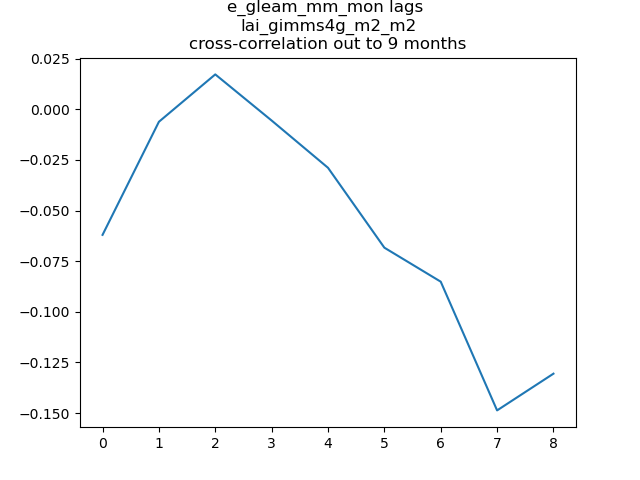 e_gleam_mm_mon lags
lai_gimms4g_m2_m2
cross-correlation out to 9 months
0.025
0.000
−0.025
−0.050
−0.075
−0.100
−0.125
−0.150
0 1 2 3 4 5 6 7 8